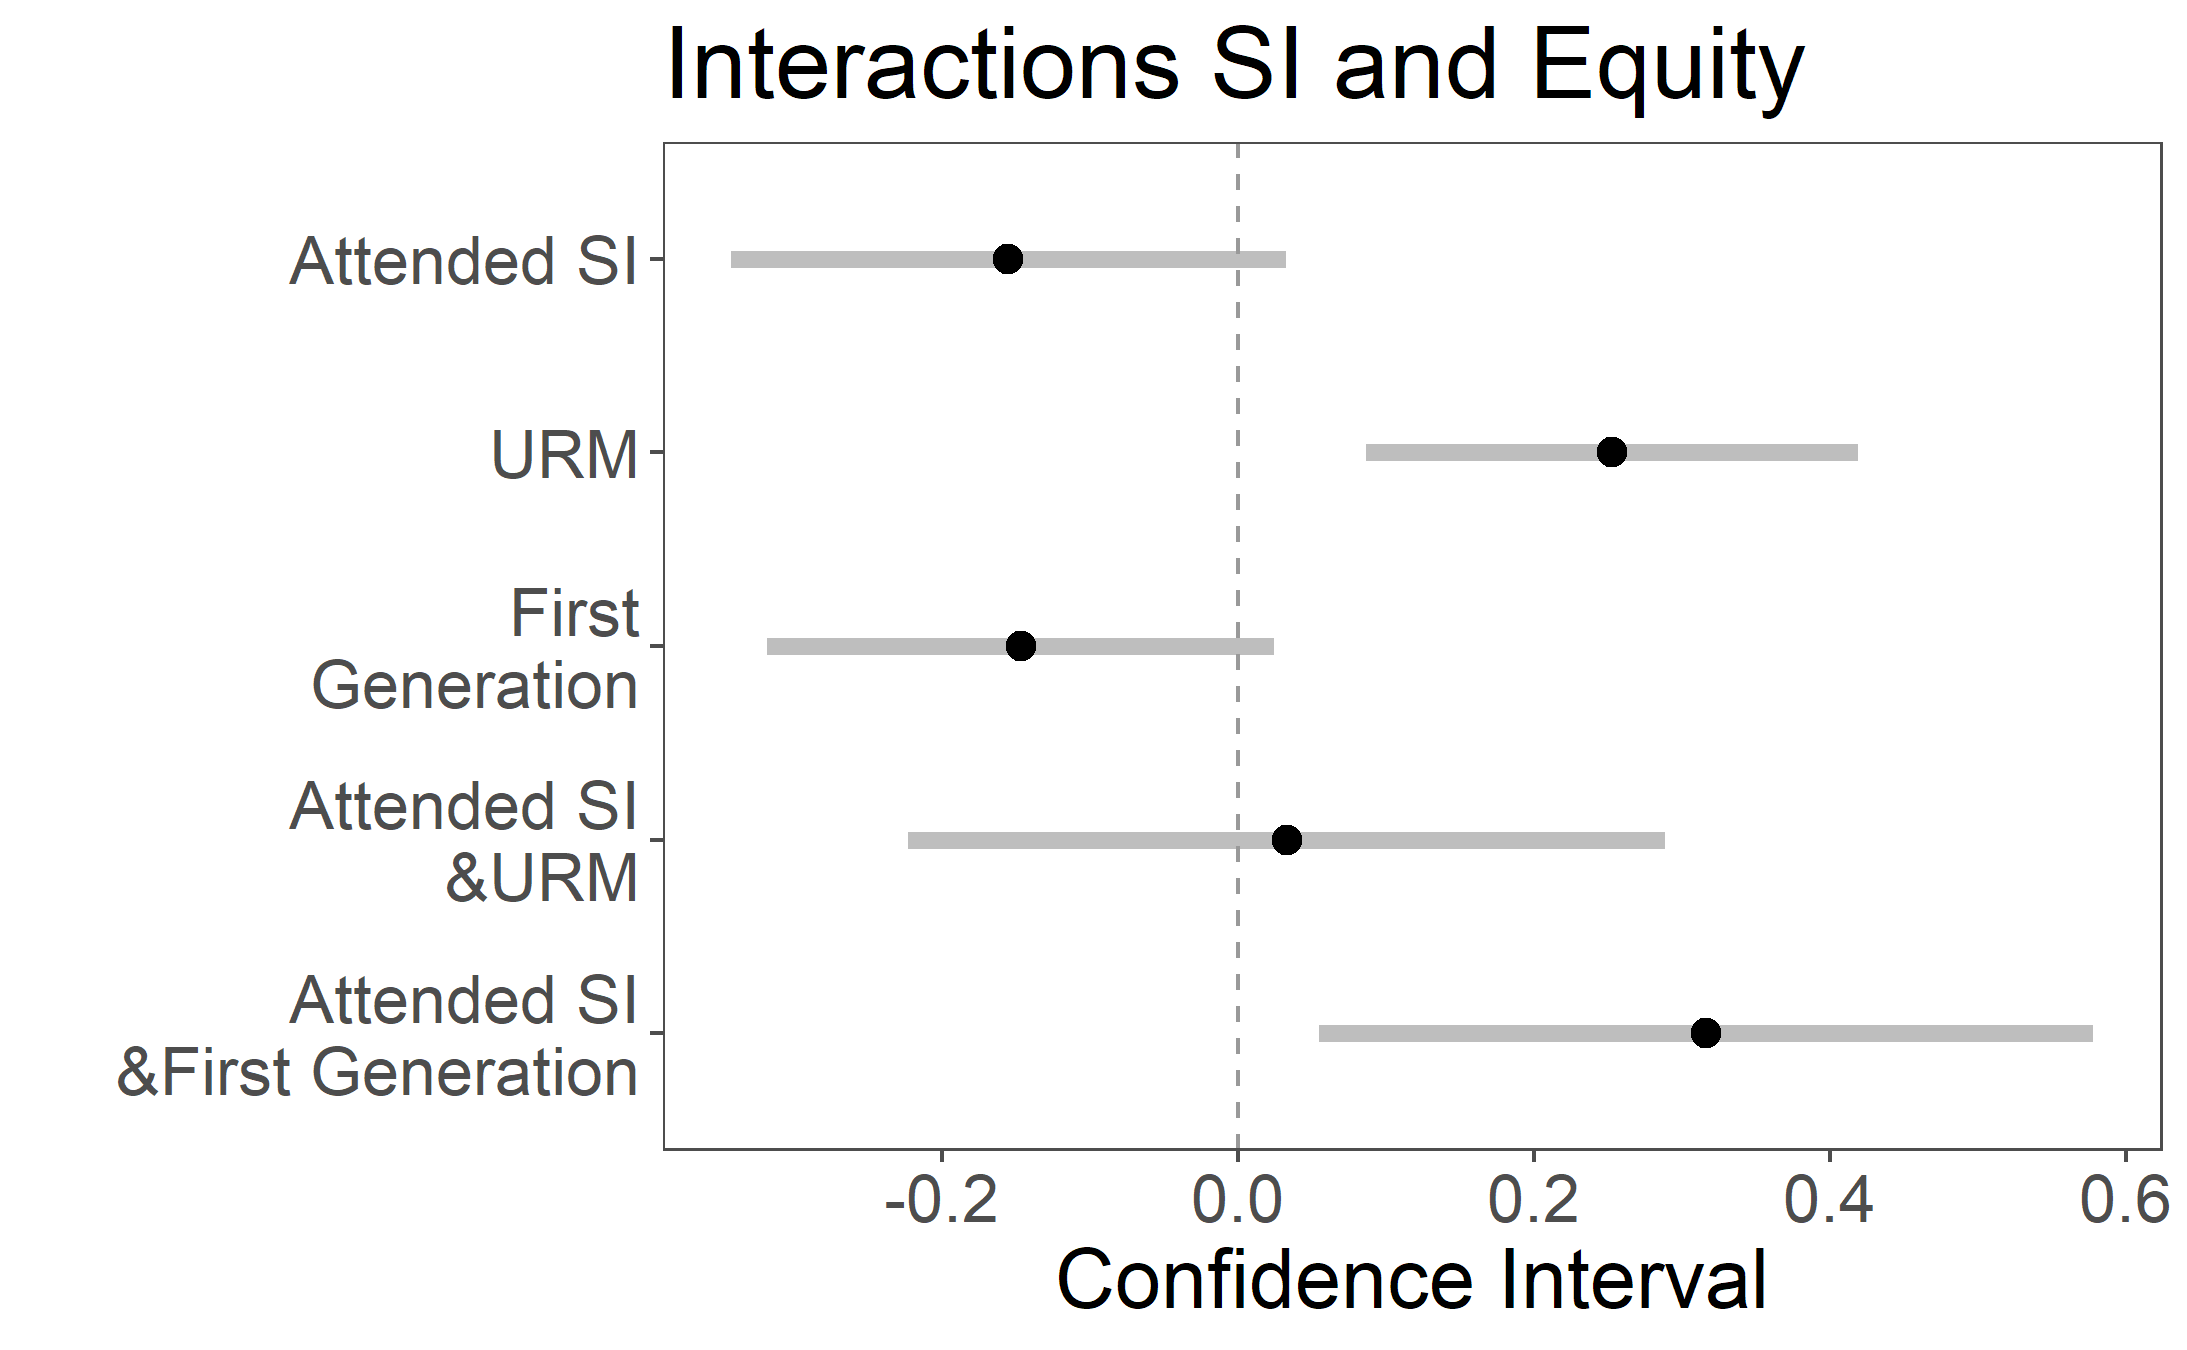 Interactions SI and Equity
Attended SI
URM
First
Generation
Attended SI
&URM
Attended SI
&First Generation
-0.2 0.0 0.2 0.4 0.6
Confidence Interval